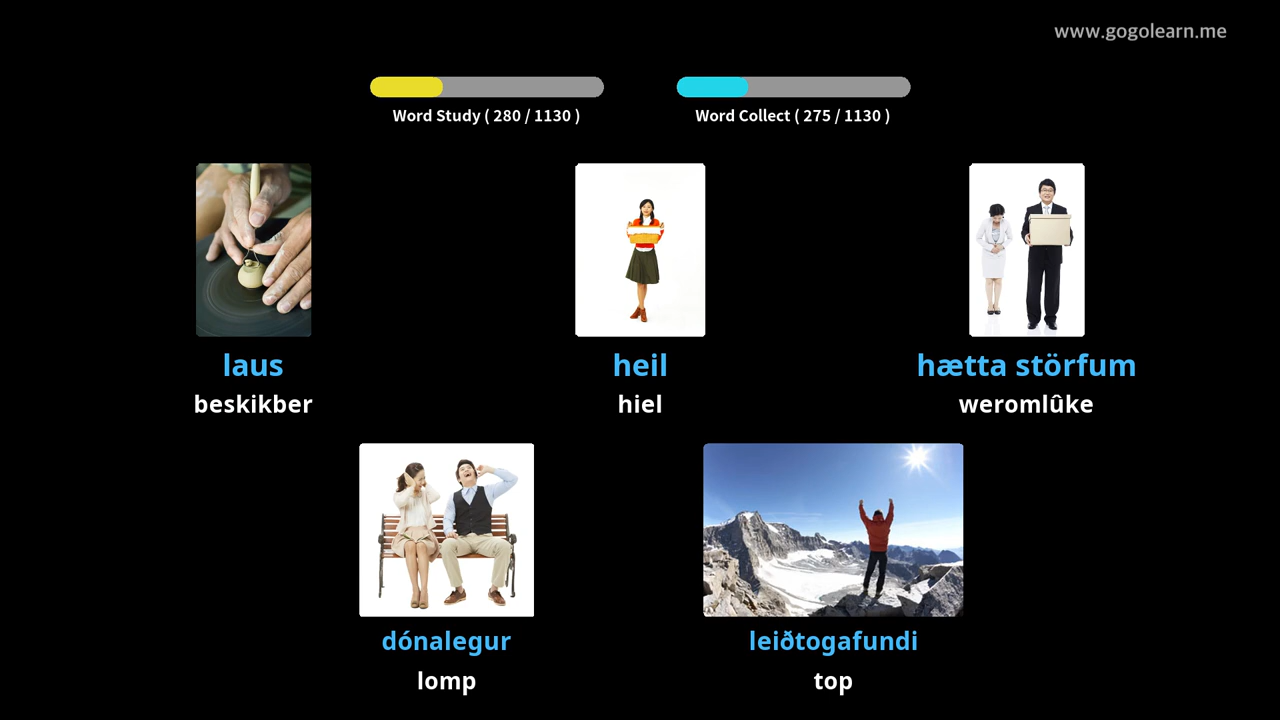 www.gogolearn.me
Word Study ( 280 / 1130 )
Word Collect ( 275 / 1130 )
laus
beskikber
heil
hiel
hætta störfum
weromlûke
dónalegur
lomp
leiðtogafundi
top